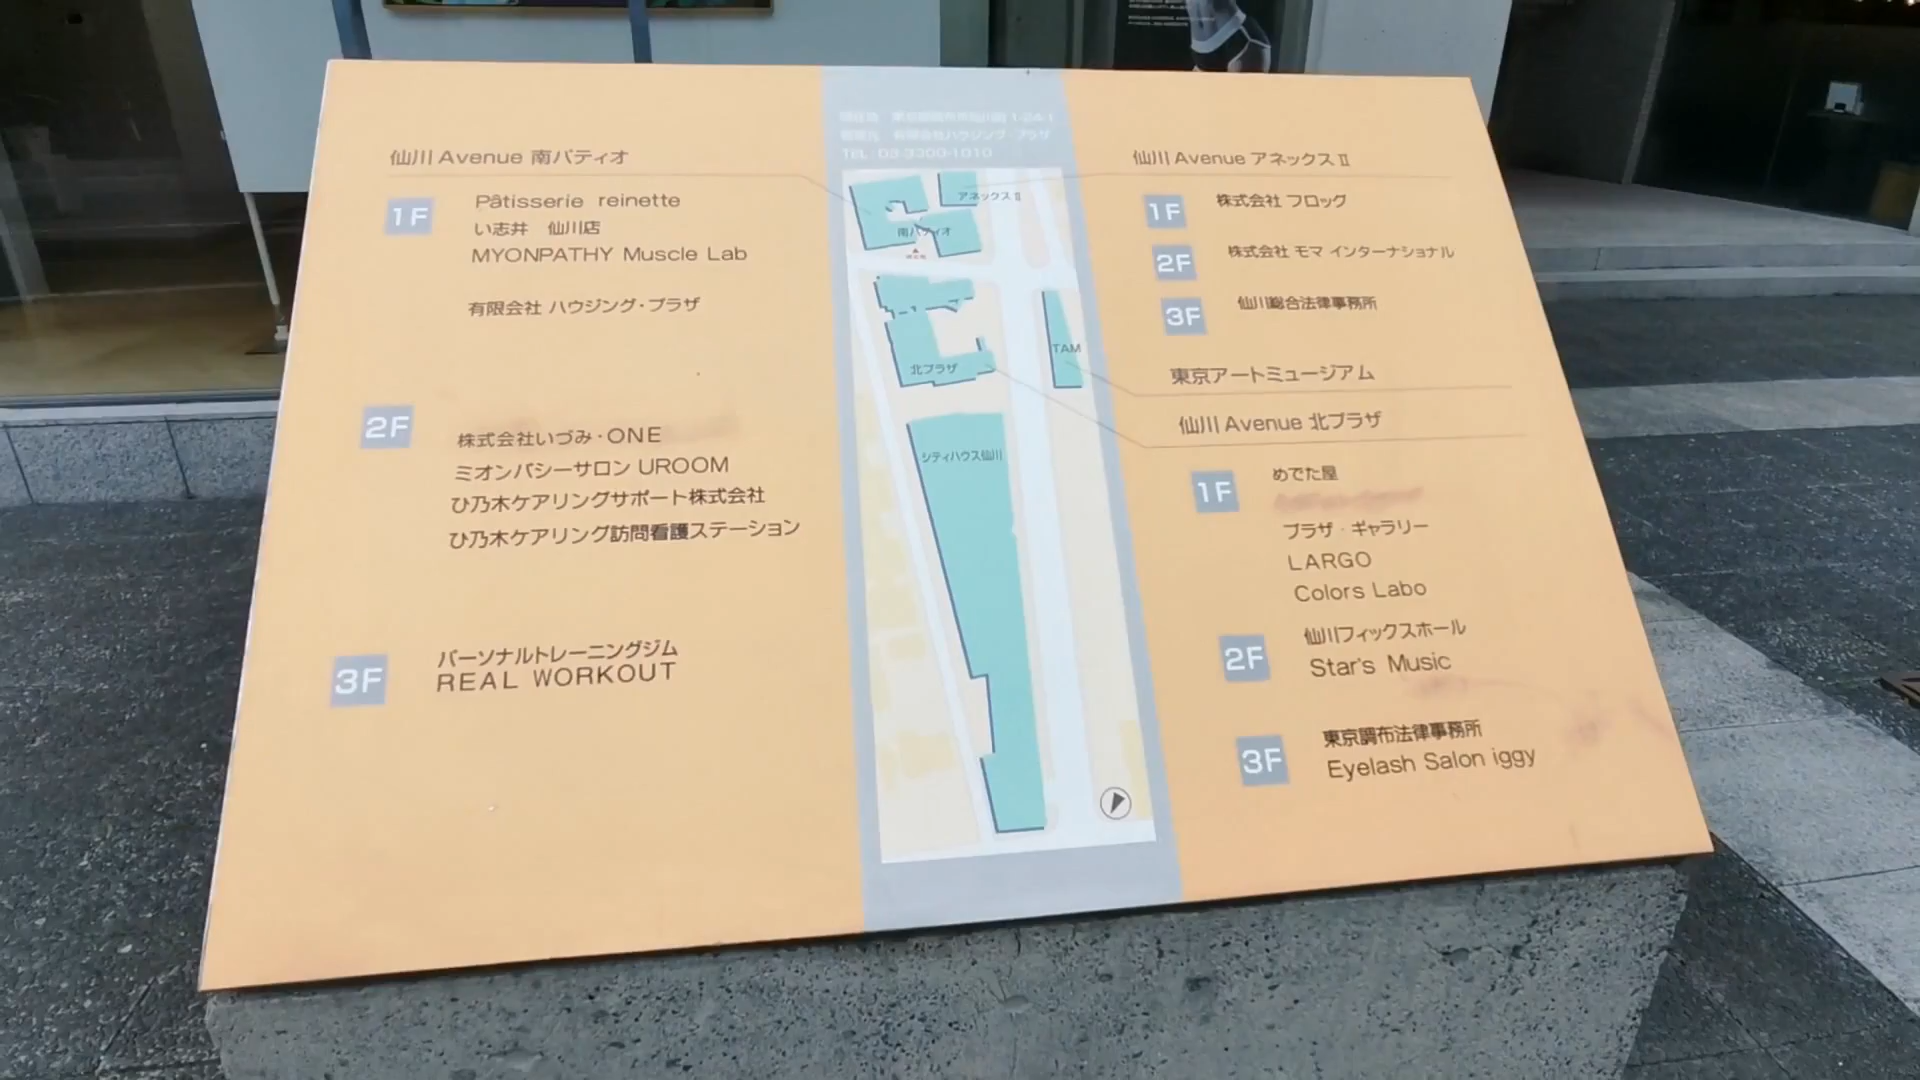 仙川 Avenue 南パティオ
1F
Pâtisserie reinette
い志井 仙川店
MYONPATHY Muscle Lab
有限会社 ハウジング・プラザ
2F
株式会社いづみ・ONE
ミオンパシーサロン UROOM
ひ乃木ケアリングサポート株式会社
ひ乃木ケアリング訪問看護ステーション
3F
パーソナルトレーニングジム
REAL WORKOUT
TEL 03-3300-1010
アネックスⅡ
南パティオ
北プラザ
TAM
シティハウス仙川
仙川 Avenue アネックスⅡ
1F
株式会社 フロッグ
2F
株式会社 モマ インターナショナル
3F
仙川総合法律事務所
東京アートミュージアム
仙川 Avenue 北プラザ
1F
めでた屋
プラザ・ギャラリー
LARGO
Colors Labo
2F
仙川フィックスホール
Star's Music
3F
東京調布法律事務所
Eyelash Salon iggy